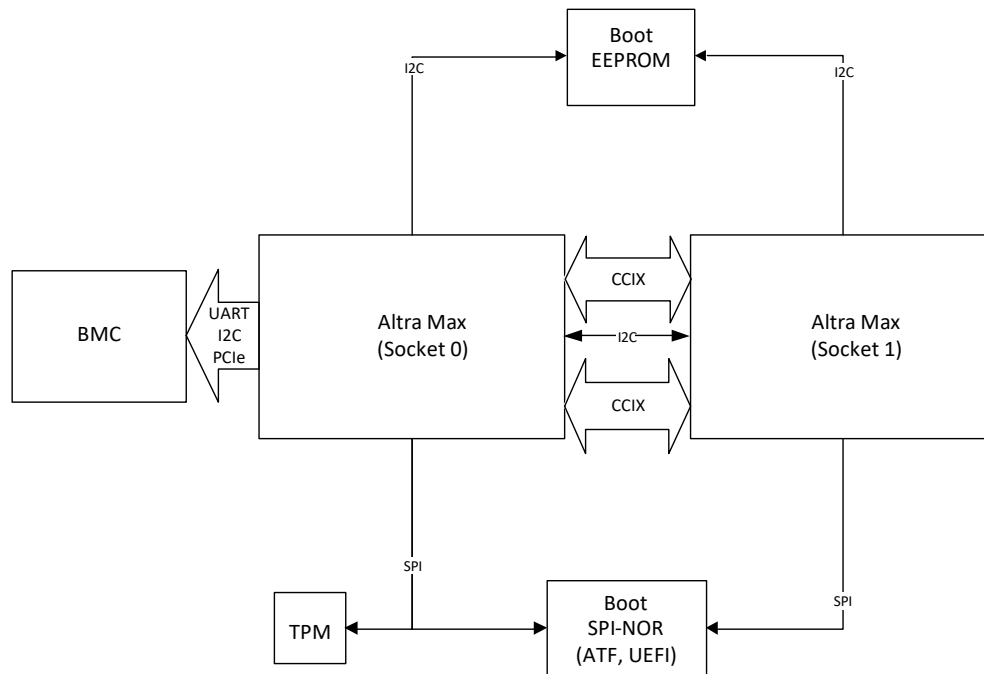 Boot
EEPROM
I2C
I2C
BMC
UART
I2C
PCIe
Altra Max
(Socket 0)
CCIX
I2C
CCIX
Altra Max
(Socket 1)
SPI
SPI
TPM
Boot
SPI-NOR
(ATF, UEFI)